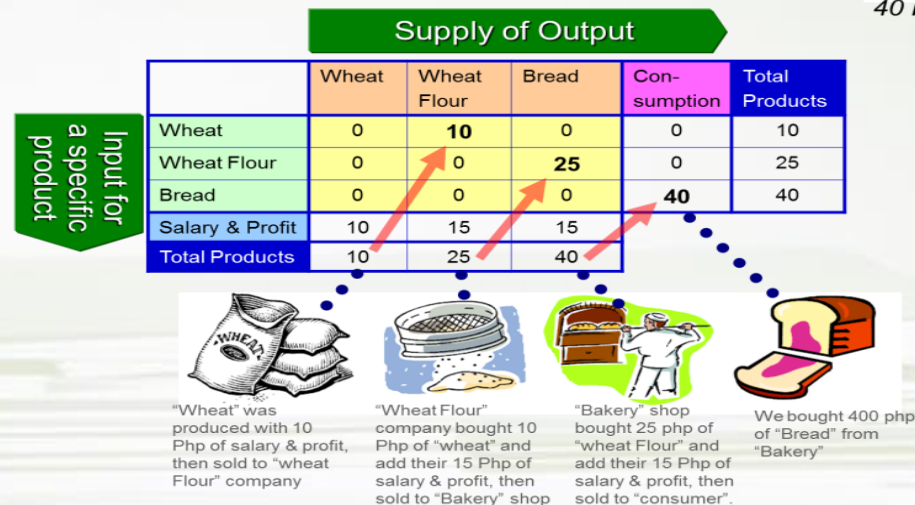 40
Supply of Output
Wheat Wheat Flour Bread Con-sumption Total Products
Input for a specific product
Wheat 0 10 0 0 10
Wheat Flour 0 0 25 0 25
Bread 0 0 0 40 40
Salary & Profit 10 15 15
Total Products 10 25 40
WHEAT
“Wheat” was
produced with 10
Php of salary & profit,
then sold to “wheat
Flour” company
“Wheat Flour”
company bought 10
Php of “wheat” and
add their 15 Php of
salary & profit, then
sold to “Bakery” shop
“Bakery” shop
bought 25 php of
“wheat Flour” and
add their 15 Php of
salary & profit, then
sold to “consumer”.
We bought 400 php
of “Bread” from
“Bakery”